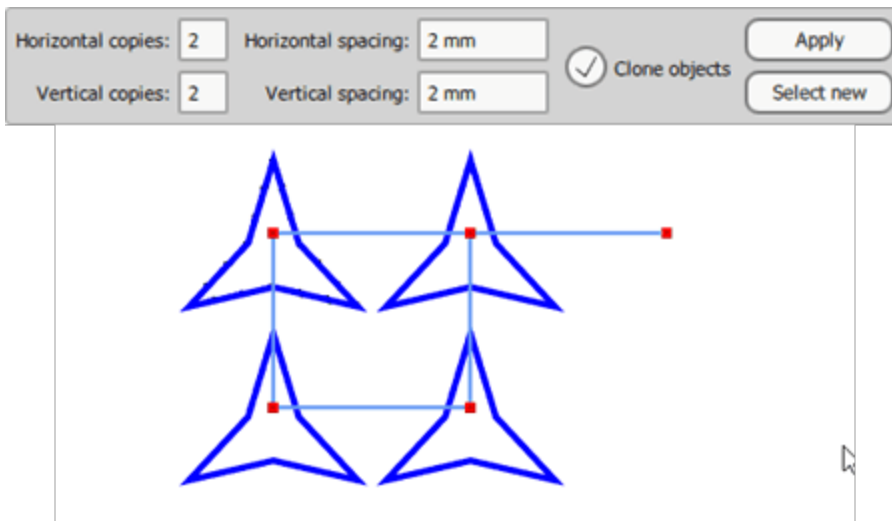 Horizontal copies: 2 Horizontal spacing: 2 mm Apply
Clone objects
Vertical copies: 2 Vertical spacing: 2 mm Select new